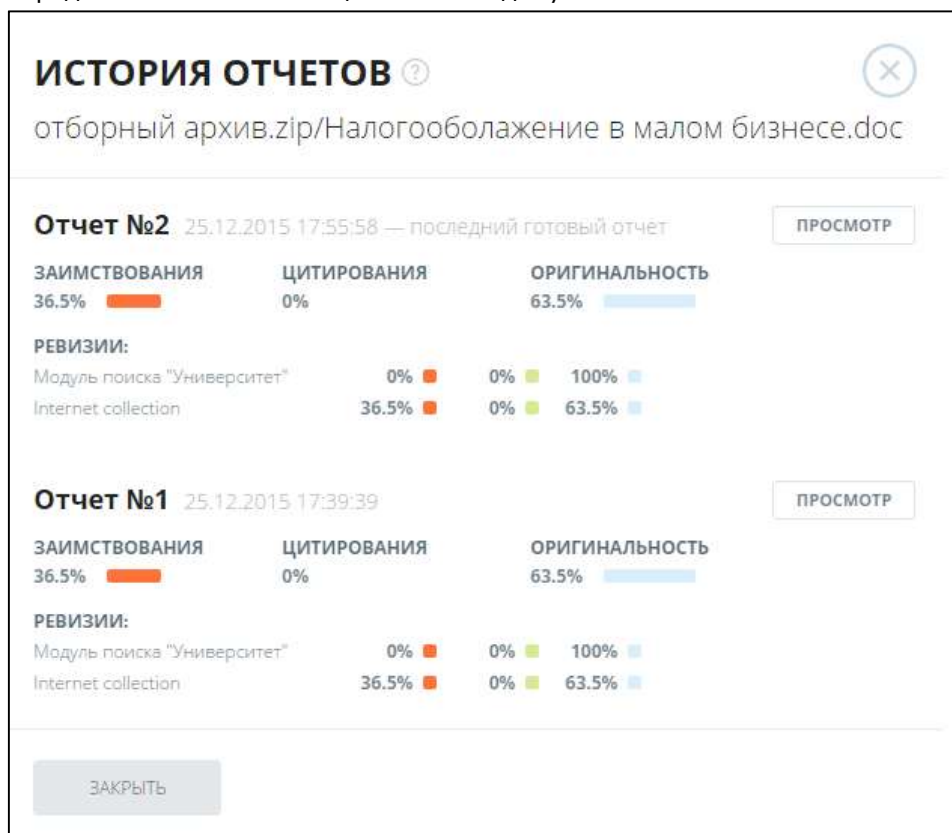 ИСТОРИЯ ОТЧЕТОВ ?
отборный архив.zip/Налогооболажение в малом бизнесе.doc
Отчет №2 25.12.2015 17:55:58 — последний готовый отчет ПРОСМОТР
ЗАИМСТВОВАНИЯ ЦИТИРОВАНИЯ ОРИГИНАЛЬНОСТЬ
36.5% 0% 63.5%
РЕВИЗИИ:
Модуль поиска "Университет" 0% 0% 100%
Internet collection 36.5% 0% 63.5%
Отчет №1 25.12.2015 17:39:39 ПРОСМОТР
ЗАИМСТВОВАНИЯ ЦИТИРОВАНИЯ ОРИГИНАЛЬНОСТЬ
36.5% 0% 63.5%
РЕВИЗИИ:
Модуль поиска "Университет" 0% 0% 100%
Internet collection 36.5% 0% 63.5%
ЗАКРЫТЬ